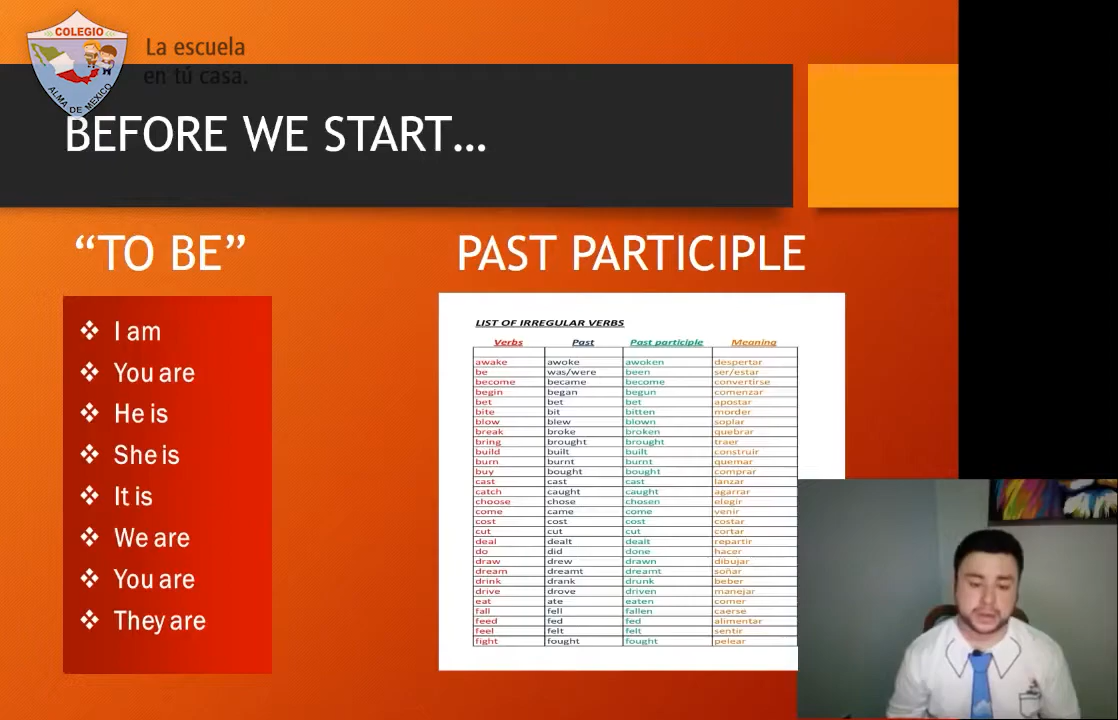 COLEGIO
ALMA DE MEXICO
La escuela
en tú casa.
BEFORE WE START...
“TO BE”
I am
You are
He is
She is
It is
We are
You are
They are
PAST PARTICIPLE
LIST OF IRREGULAR VERBS
Verbs Past Past participle Meaning
awake awoke awoken despertar
be was/were been ser/estar
become became become convertirse
begin began begun comenzar
bet bet bet apostar
bite bit bitten morder
blow blew blown soplar
break broke broken quebrar
bring brought brought traer
build built built construir
burn burnt burnt quemar
buy bought bought comprar
cast cast cast lanzar
catch caught caught agarrar
choose chose chosen elegir
come came come venir
cost cost cost costar
cut cut cut cortar
deal dealt dealt repartir
do did done hacer
draw drew drawn dibujar
dream dreamt dreamt soñar
drink drank drunk beber
drive drove driven manejar
eat ate eaten comer
fall fell fallen caerse
feed fed fed alimentar
feel felt felt sentir
fight fought fought pelear